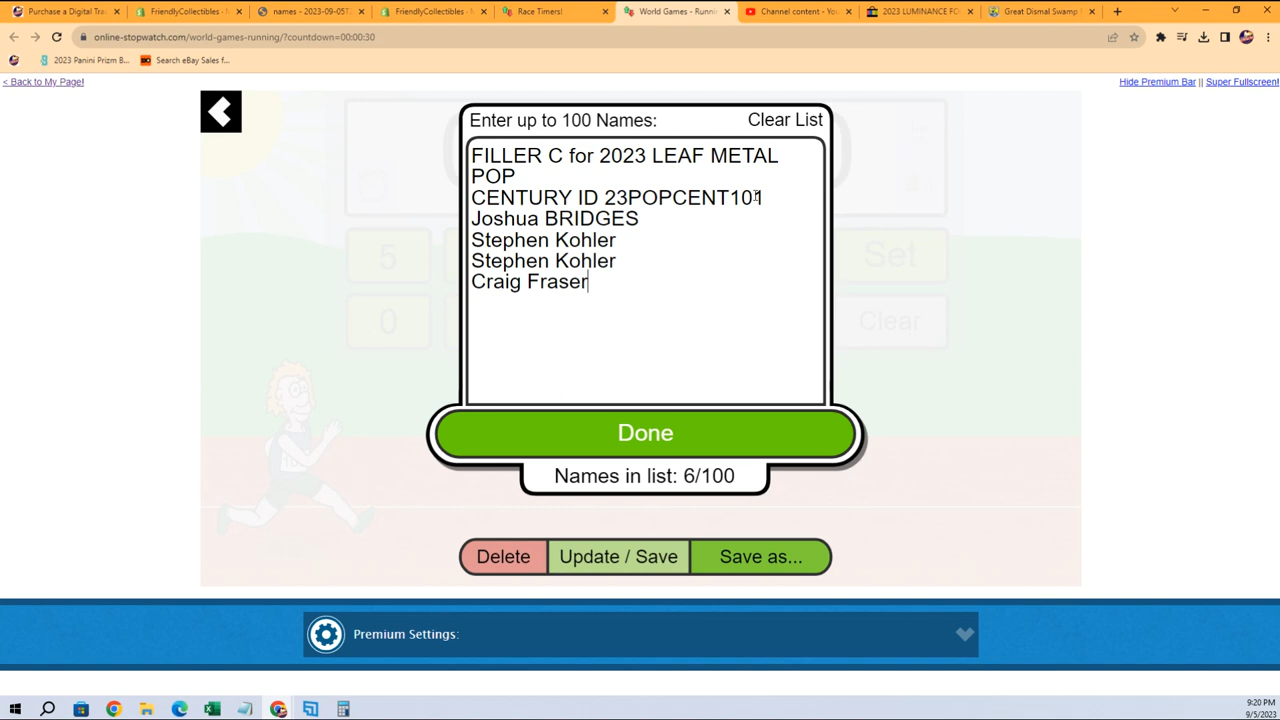 Purchase a Digital Tra
FriendlyCollectibles - N
names - 2023-09-05T
FriendlyCollectibles - M
Race Timers!
World Games - Runnin
Channel content - You
2023 LUMINANCE FO
Great Dismal Swamp
online-stopwatch.com/world-games-running/?countdown=00:00:30
2023 Panini Prizm B...
Search eBay Sales f...
< Back to My Page!
Hide Premium Bar || Super Fullscreen!
Enter up to 100 Names:
Clear List
FILLER C for 2023 LEAF METAL
POP
CENTURY ID 23POPCENT101
Joshua BRIDGES
Stephen Kohler
Stephen Kohler
Craig Fraser
5
Set
0
Clear
Done
Names in list: 6/100
Delete
Update / Save
Save as...
Premium Settings:
9:20 PM
9/5/2023